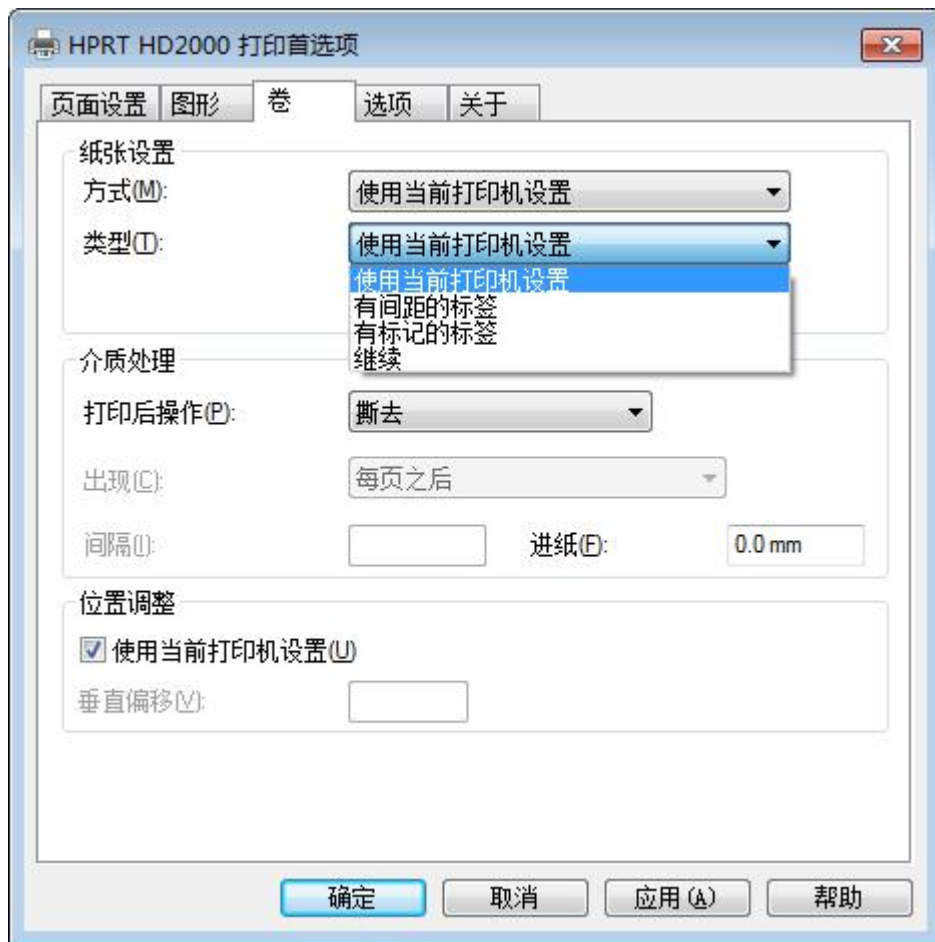 HPRT HD2000 打印首选项
页面设置 图形 卷 选项 关于
纸张设置
方式(M): 使用当前打印机设置
类型(T): 使用当前打印机设置
使用当前打印机设置
有间距的标签
有标记的标签
继续
介质处理
打印后操作(P): 撕去
出现(C): 每页之后
间隔(I): 进纸(F): 0.0 mm
位置调整
使用当前打印机设置(U)
垂直偏移(V):
确定 取消 应用(A) 帮助